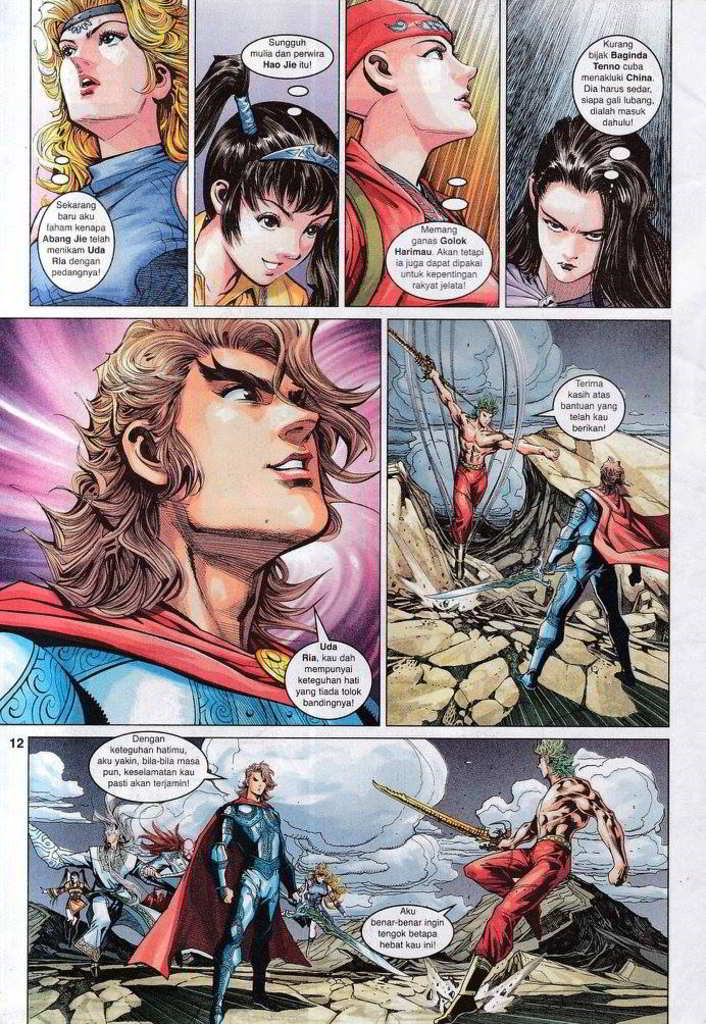 Sekarang
baru aku
faham kenapa
Abang Jie telah
menikam Uda
Ria dengan
pedangnya!
Sungguh
mulia dan perwira
Hao Jie itu!
Memang
ganas Golok
Harimau. Akan tetapi
ia juga dapat dipakai
untuk kepentingan
rakyat jelata!
Kurang
bijak Baginda
Tenno cuba
menakluki China.
Dia harus sedar,
siapa gali lubang,
dialah masuk
dahulu!
Uda
Ria, kau dah
mempunyai
keteguhan hati
yang tiada tolok
bandingnya!
Terima
kasih atas
bantuan yang
telah kau
berikan!
12
Dengan
keteguhan hatimu,
aku yakin, bila-bila masa
pun, keselamatan kau
pasti akan terjamin!
Aku
benar-benar ingin
tengok betapa
hebat kau ini!